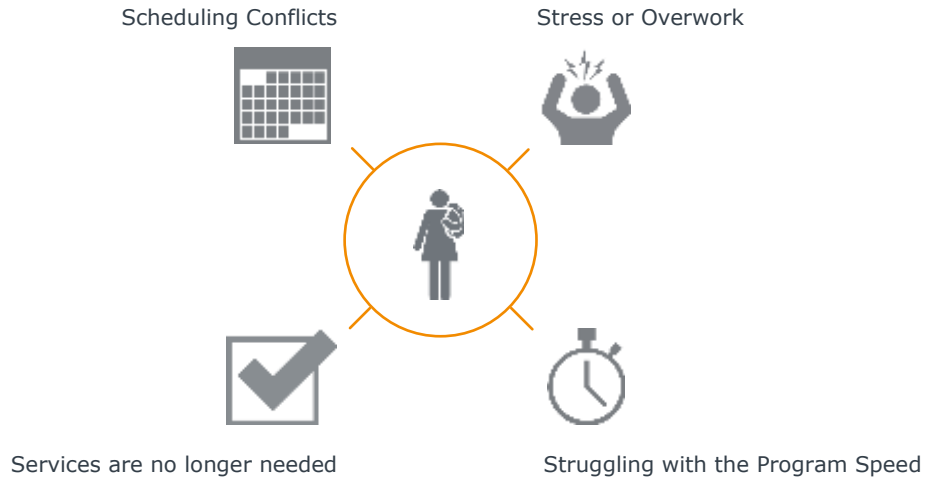 Scheduling Conflicts
Stress or Overwork
Services are no longer needed
Struggling with the Program Speed